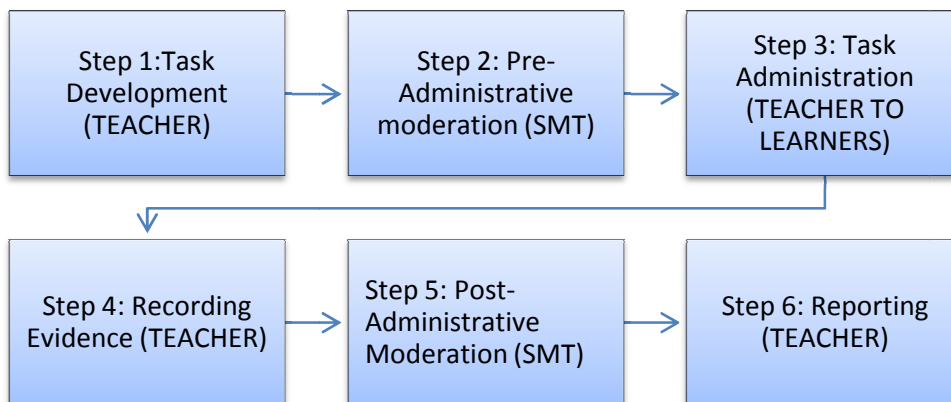 Step 1:Task
Development
(TEACHER)
Step 2: Pre-
Administrative
moderation (SMT)
Step 3: Task
Administration
(TEACHER TO
LEARNERS)
Step 4: Recording
Evidence (TEACHER)
Step 5: Post-
Administrative
Moderation (SMT)
Step 6: Reporting
(TEACHER)